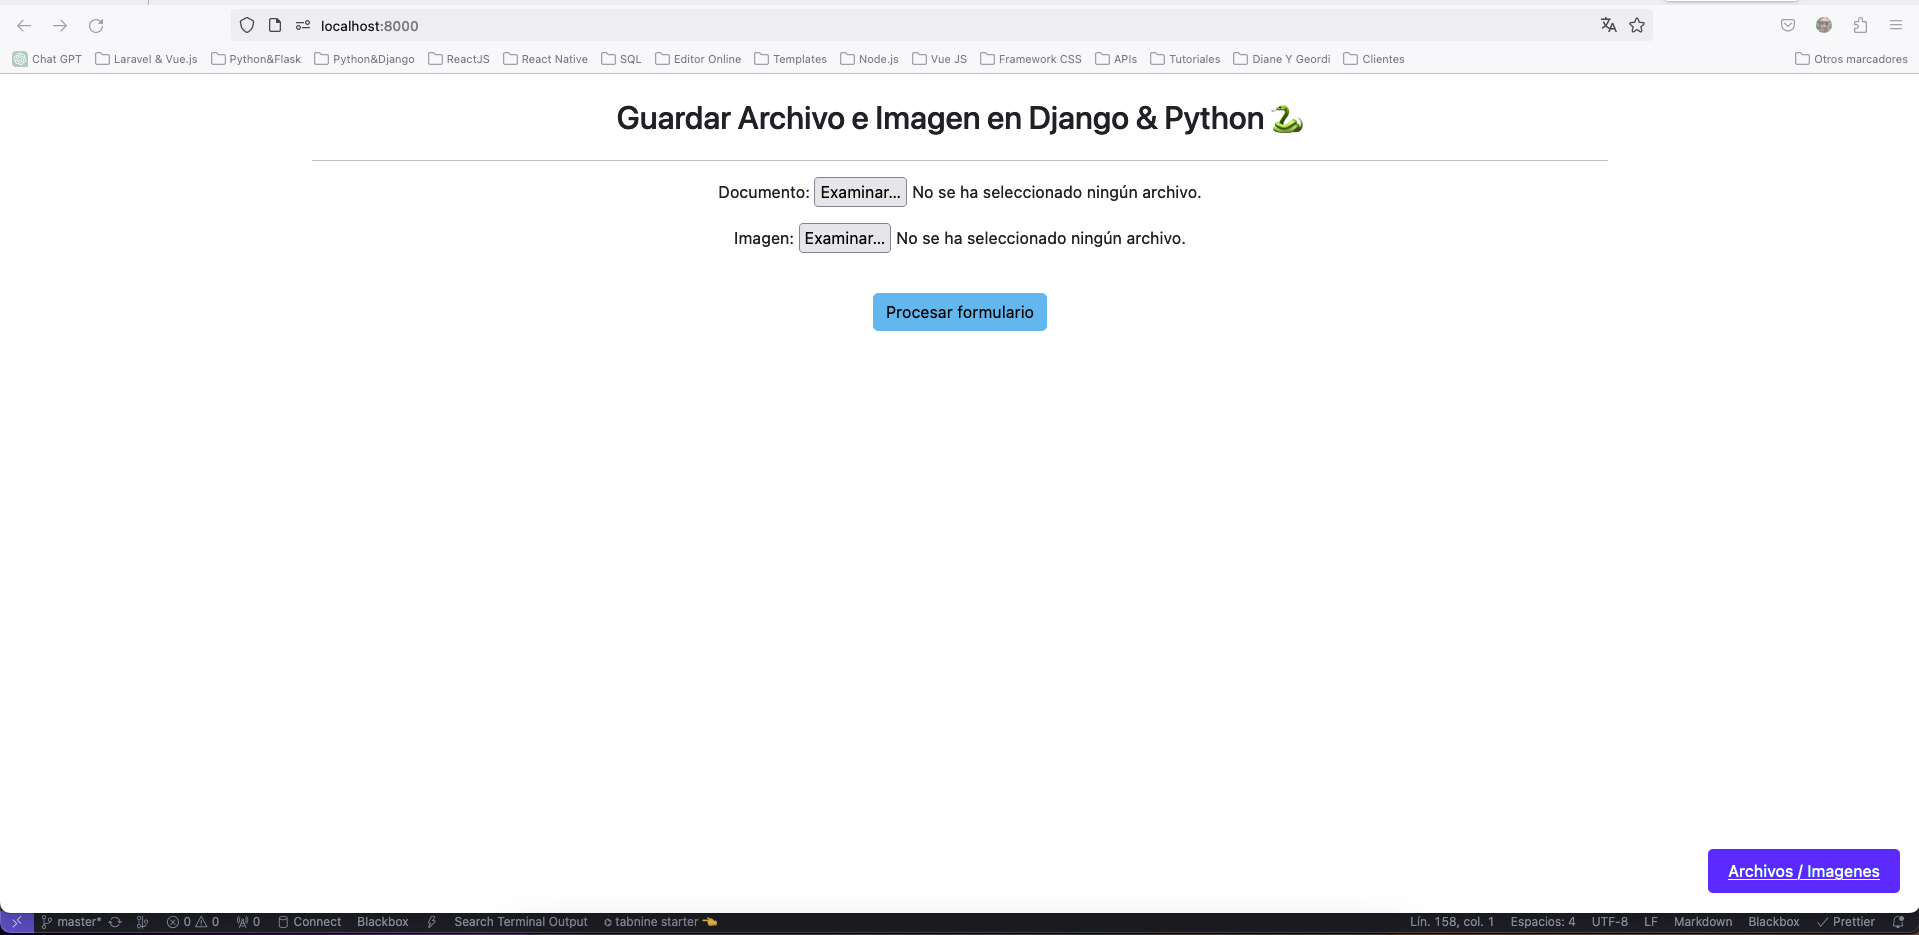 localhost:8000
Chat GPT Laravel & Vue.js Python&Flask Python&Django ReactJS React Native SQL Editor Online Templates Node.js Vue JS Framework CSS APIs Tutoriales Diane Y Geordi Clientes Otros marcadores
Guardar Archivo e Imagen en Django & Python 🐍
Documento: Examinar... No se ha seleccionado ningún archivo.
Imagen: Examinar... No se ha seleccionado ningún archivo.
Procesar formulario
Archivos / Imagenes
master* 0 0 0 Connect Blackbox Search Terminal Output tabnine starter 👈 Lín. 158, col. 1 Espacios: 4 UTF-8 LF Markdown Blackbox Prettier